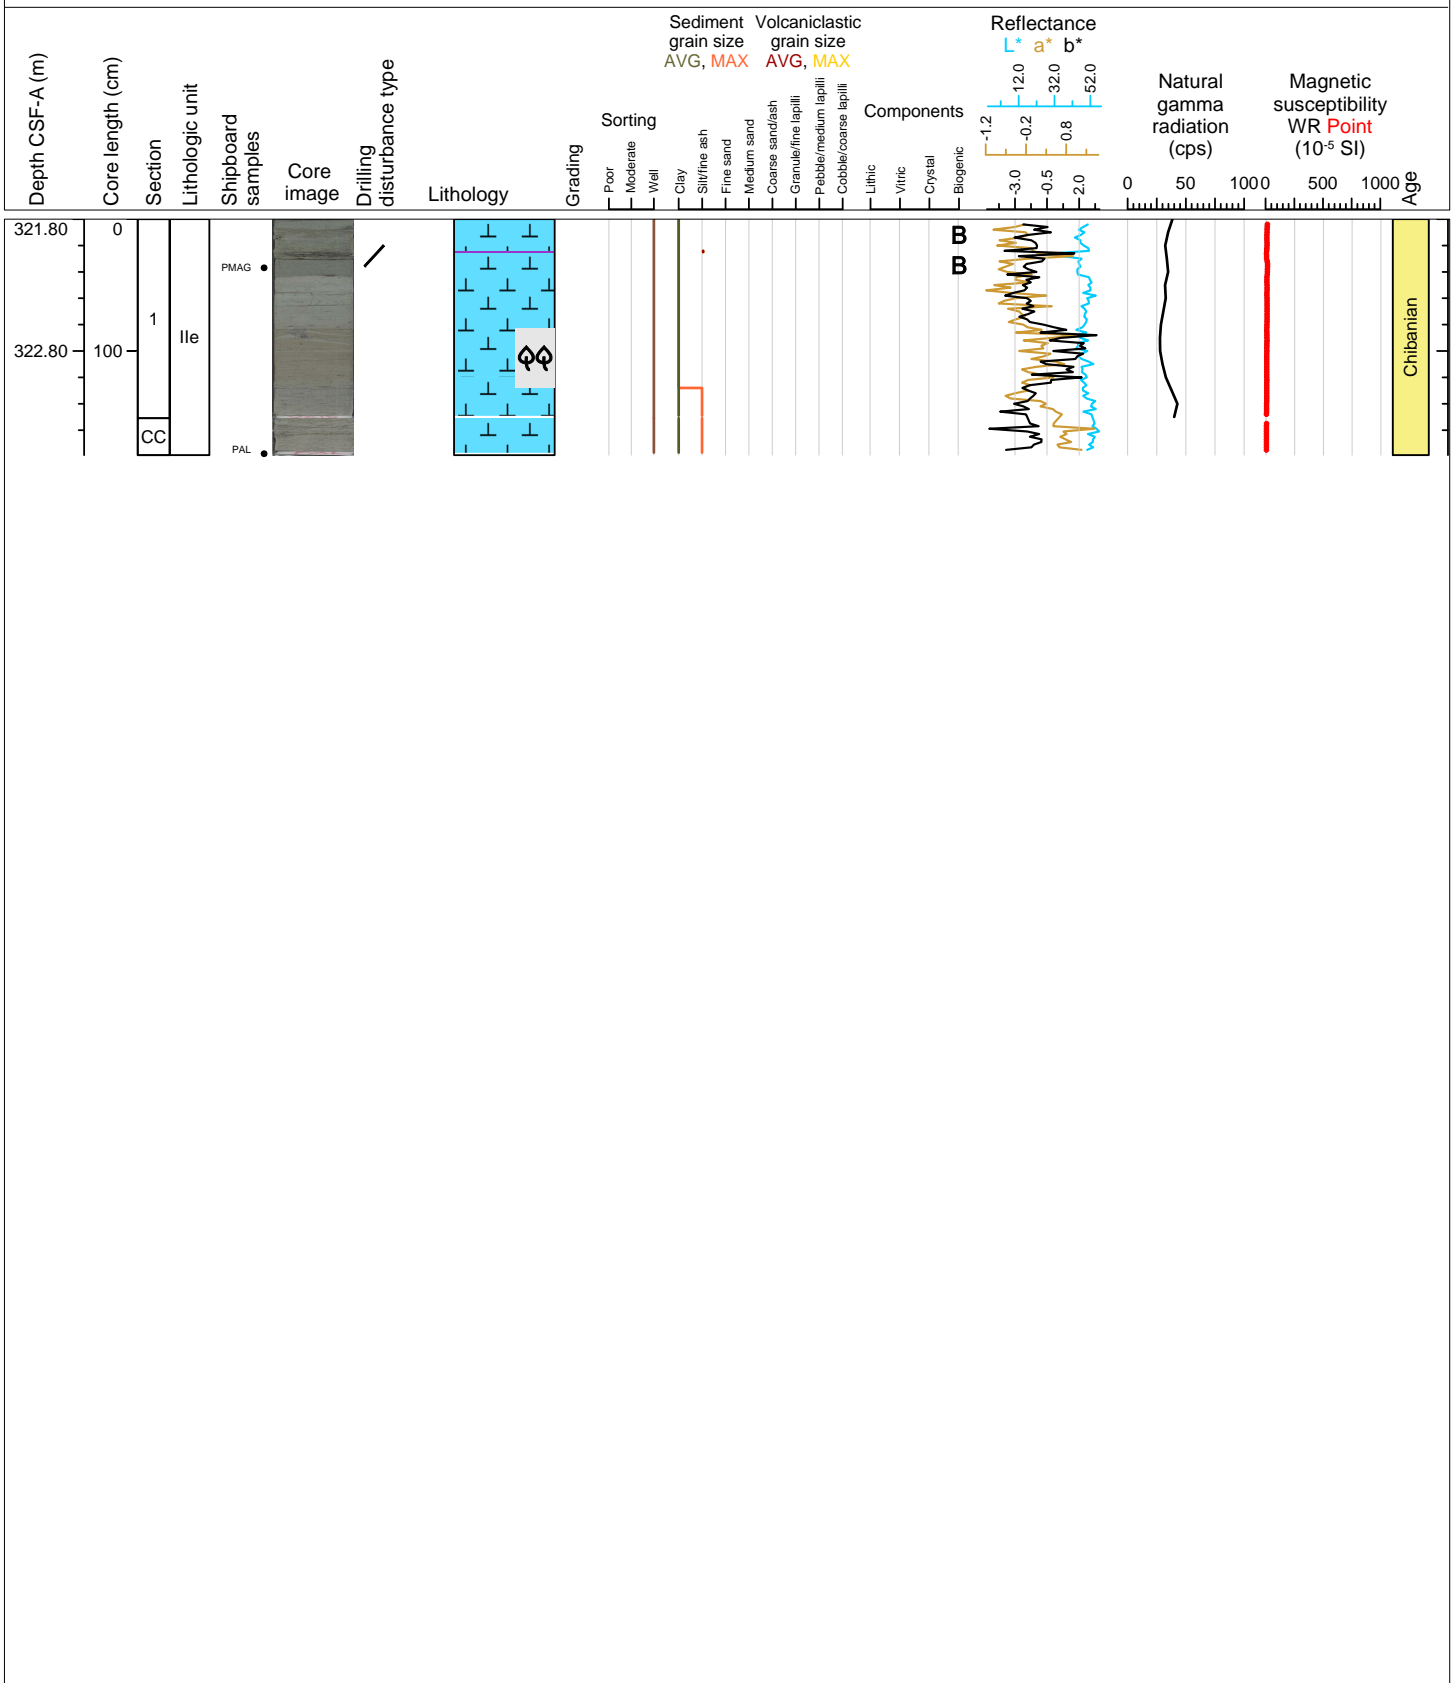 Depth CSF-A (m)
Core length (cm)
Section
Lithologic unit
Shipboard
samples
Core
image
Drilling
disturbance type
Lithology
Grading
Sorting
Poor
Moderate
Well
Sediment
grain size
AVG, MAX
Volcaniclastic
grain size
AVG, MAX
Clay
Silt/fine ash
Fine sand
Medium sand
Coarse sand/ash
Granule/fine lapilli
Pebble/medium lapilli
Cobble/coarse lapilli
Components
Lithic
Vitric
Crystal
Biogenic
Reflectance
L* a* b*
12.0 32.0 52.0
-1.2 -0.2 0.8
-3.0 -0.5 2.0
Natural
gamma
radiation
(cps)
0 50 100
Magnetic
susceptibility
WR Point
(10-5 SI)
0 500 1000
Age
321.80
322.80
0
100
1
CC
IIe
PMAG
PAL
B
B
Chibanian